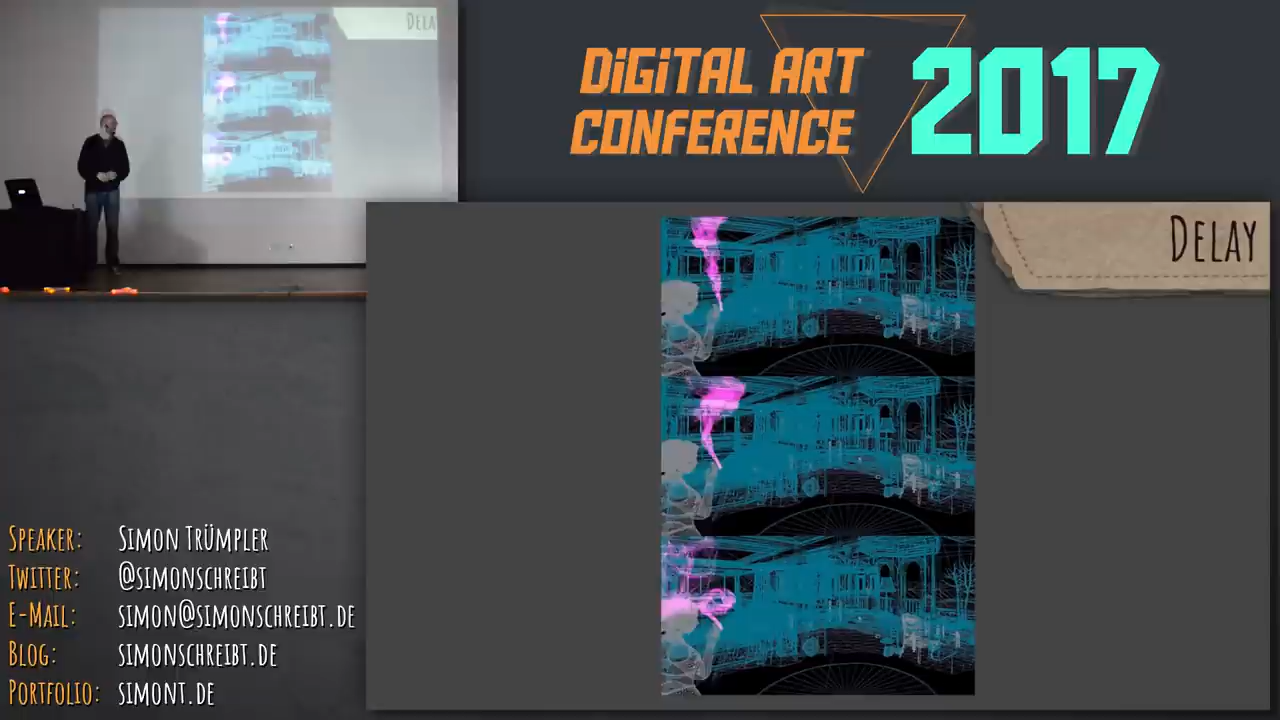 DELA
DiGiTAL ART
CONFERENCE
2017
DELAY
SPEAKER: SIMON TRÜMPLER
TWITTER: @SIMONSCHREIBT
E-MAIL: SIMON@SIMONSCHREIBT.DE
BLOG: SIMONSCHREIBT.DE
PORTFOLIO: SIMONT.DE